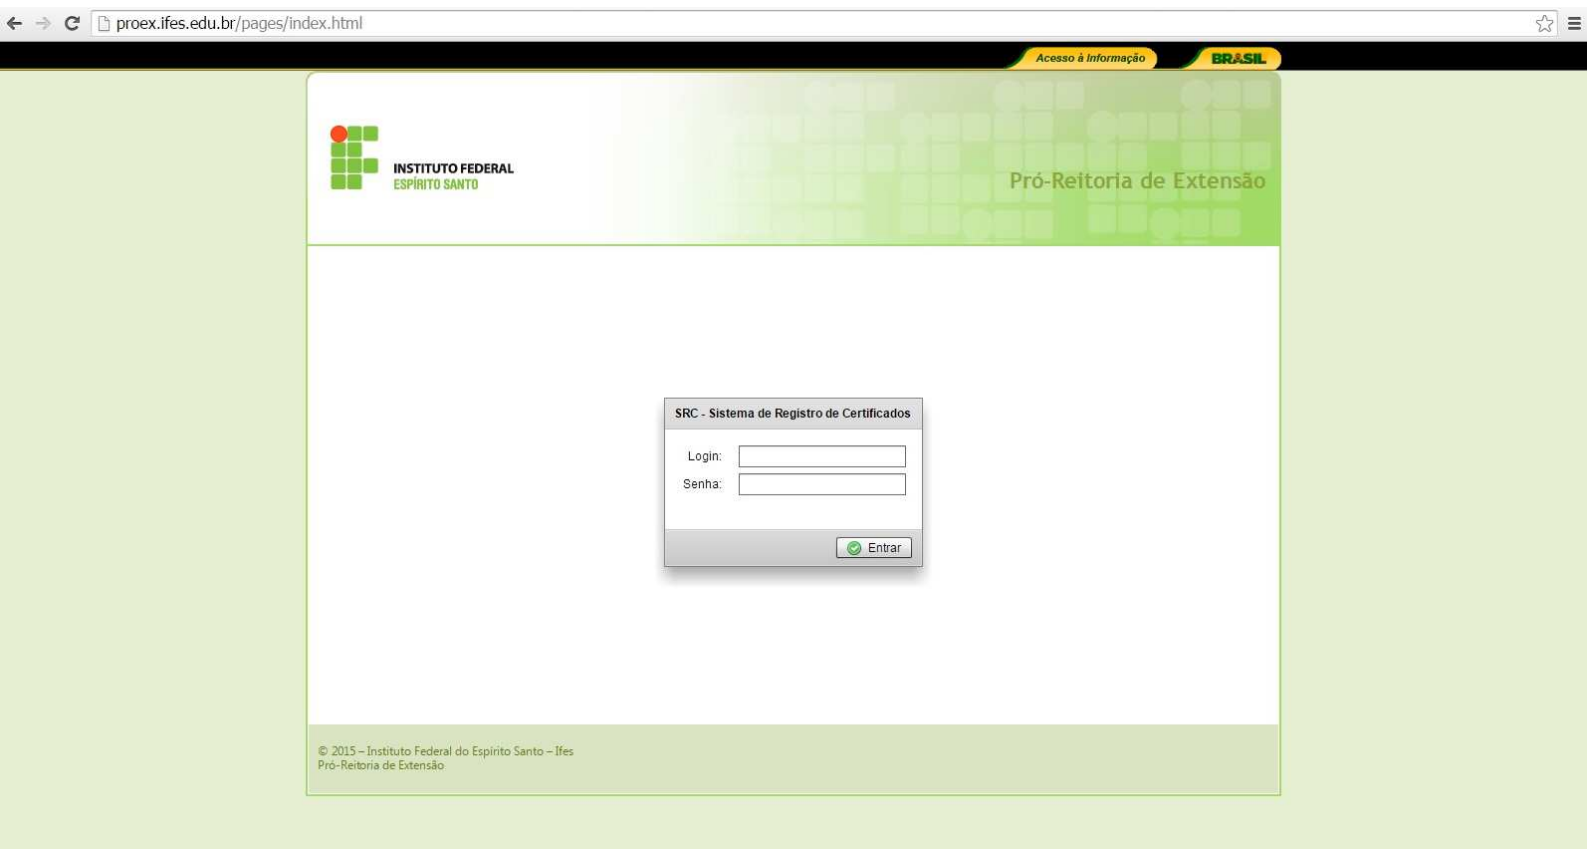 proex.ifes.edu.br/pages/index.html
Acesso à Informação
BRASIL
INSTITUTO FEDERAL
ESPÍRITO SANTO
Pró-Reitoria de Extensão
SRC - Sistema de Registro de Certificados
Login:
Senha:
Entrar
© 2015 – Instituto Federal do Espírito Santo – Ifes
Pró-Reitoria de Extensão